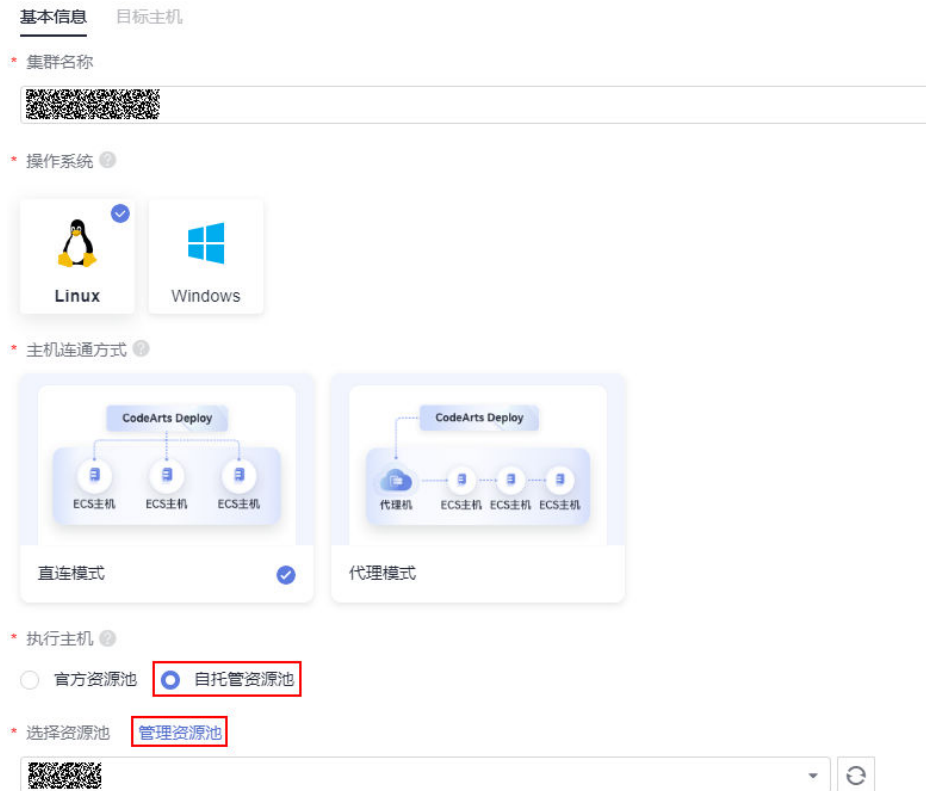 基本信息 目标主机
* 集群名称
* 操作系统 ?
Linux Windows
* 主机连通方式 ?
CodeArts Deploy
ECS主机 ECS主机 ECS主机
直连模式
CodeArts Deploy
代理机 ECS主机 ECS主机 ECS主机
代理模式
* 执行主机 ?
官方资源池 自托管资源池
* 选择资源池 管理资源池